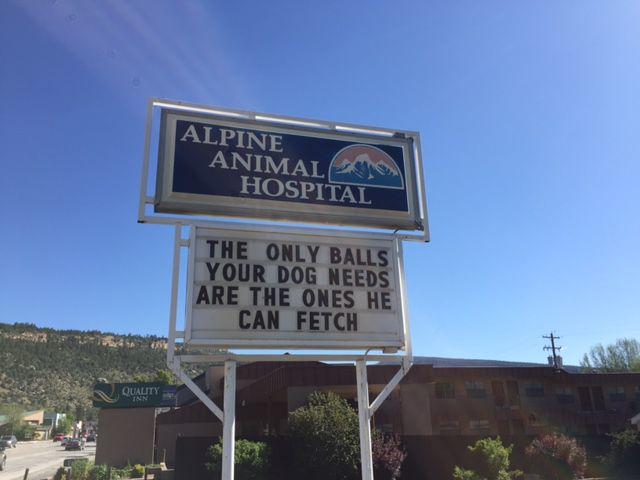 ALPINE
ANIMAL
HOSPITAL
THE ONLY BALLS
YOUR DOG NEEDS
ARE THE ONES HE
CAN FETCH
QUALITY
INN